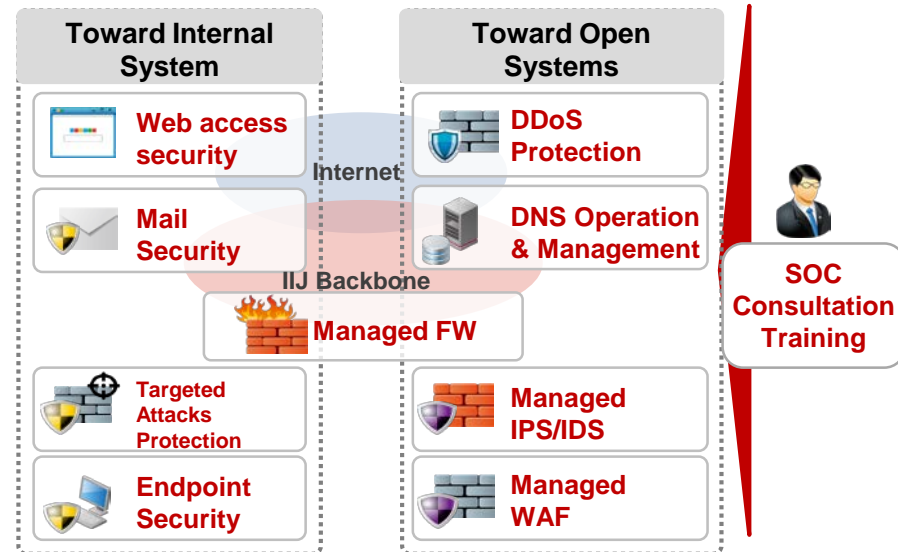 Toward Internal
System
Web access
security
Mail
Security
Internet
IIJ Backbone
Managed FW
Targeted
Attacks
Protection
Endpoint
Security
Toward Open
Systems
DDoS
Protection
DNS Operation
& Management
Managed
IPS/IDS
Managed
WAF
SOC
Consultation
Training